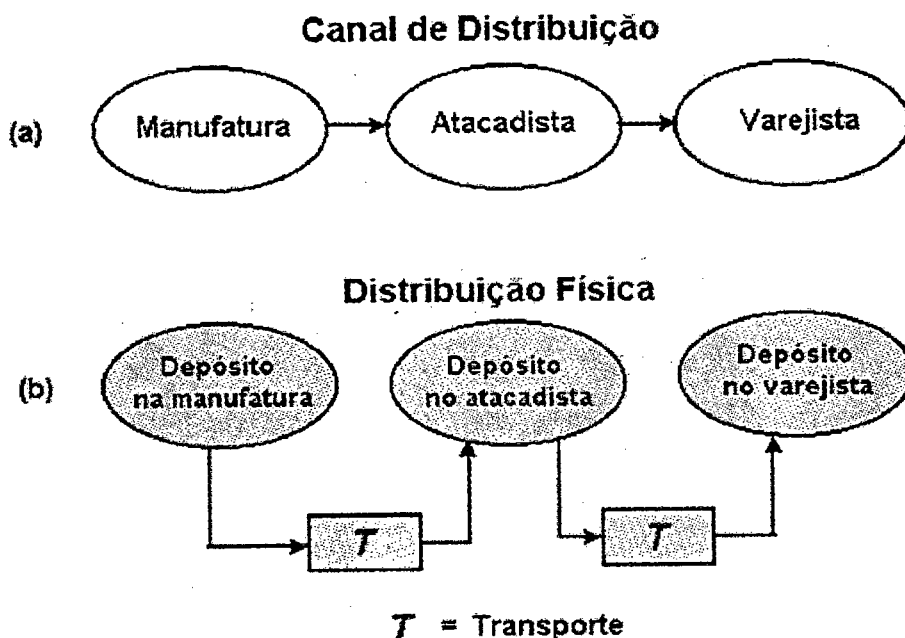 Canal de Distribuição
(a)
Manufatura
Atacadista
Varejista
Distribuição Física
(b)
Depósito
na manufatura
Depósito
no atacadista
Depósito
no varejista
T
T
T = Transporte